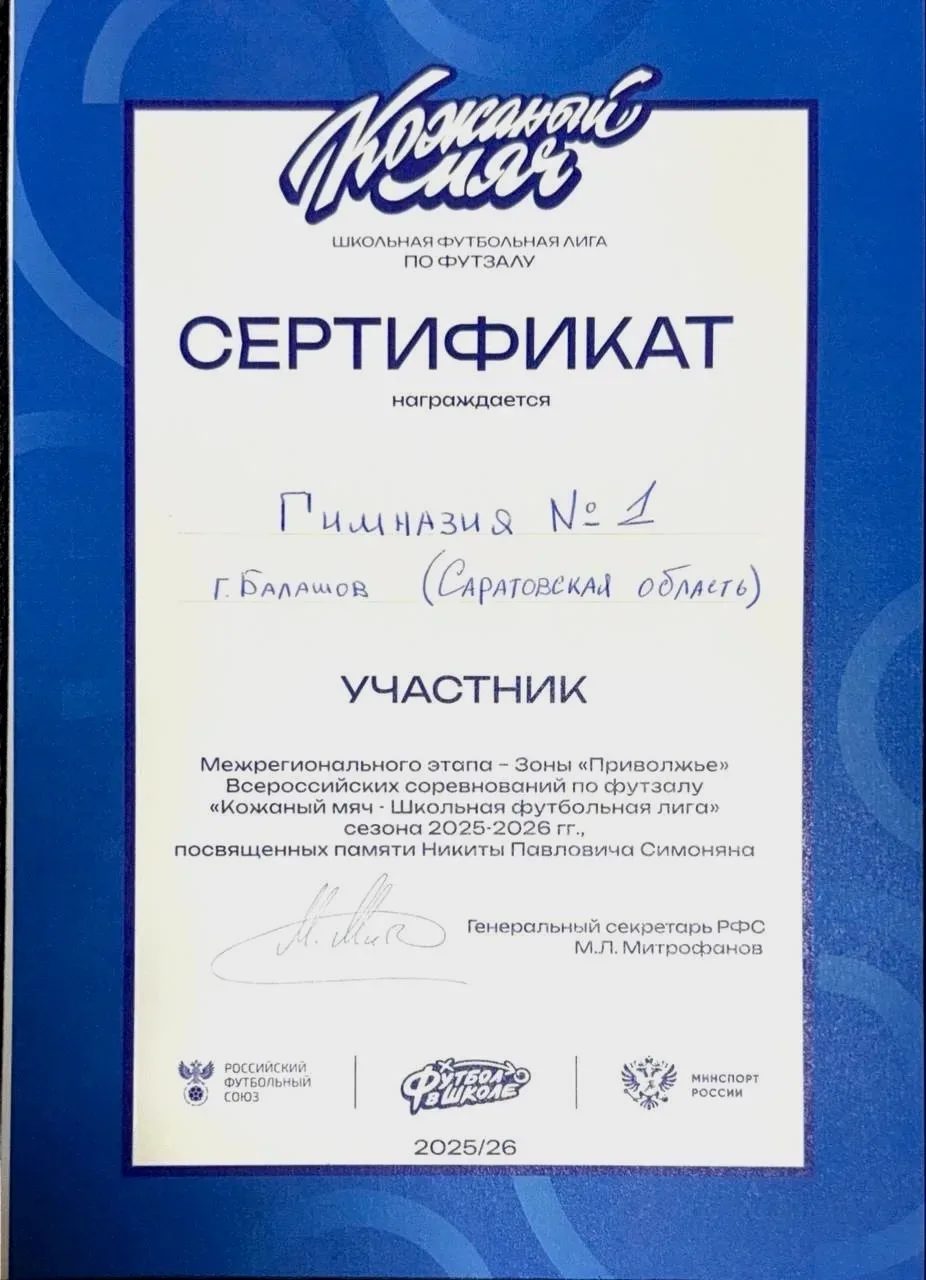 Кожаный
мяч
ШКОЛЬНАЯ ФУТБОЛЬНАЯ ЛИГА
ПО ФУТЗАЛУ
СЕРТИФИКАТ
награждается
Гимназия № 1
г. Балашов (Саратовская область)
УЧАСТНИК
Межрегионального этапа – Зоны «Приволжье»
Всероссийских соревнований по футзалу
«Кожаный мяч - Школьная футбольная лига»
сезона 2025-2026 гг.,
посвященных памяти Никиты Павловича Симоняна
Генеральный секретарь РФС
М.Л. Митрофанов
РОССИЙСКИЙ
ФУТБОЛЬНЫЙ
СОЮЗ
ФУТБОЛ
В ШКОЛЕ
МИНСПОРТ
РОССИИ
2025/26